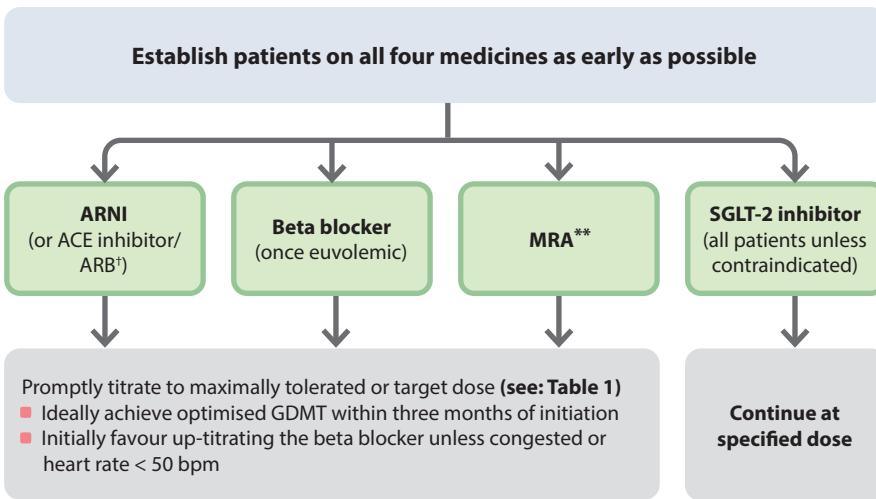 Establish patients on all four medicines as early as possible
ARNI
(or ACE inhibitor/
ARB†)
Beta blocker
(once euvolemic)
MRA**
SGLT-2 inhibitor
(all patients unless
contraindicated)
Promptly titrate to maximally tolerated or target dose (see: Table 1)
Ideally achieve optimised GDMT within three months of initiation
Initially favour up-titrating the beta blocker unless congested or
heart rate < 50 bpm
Continue at
specified dose